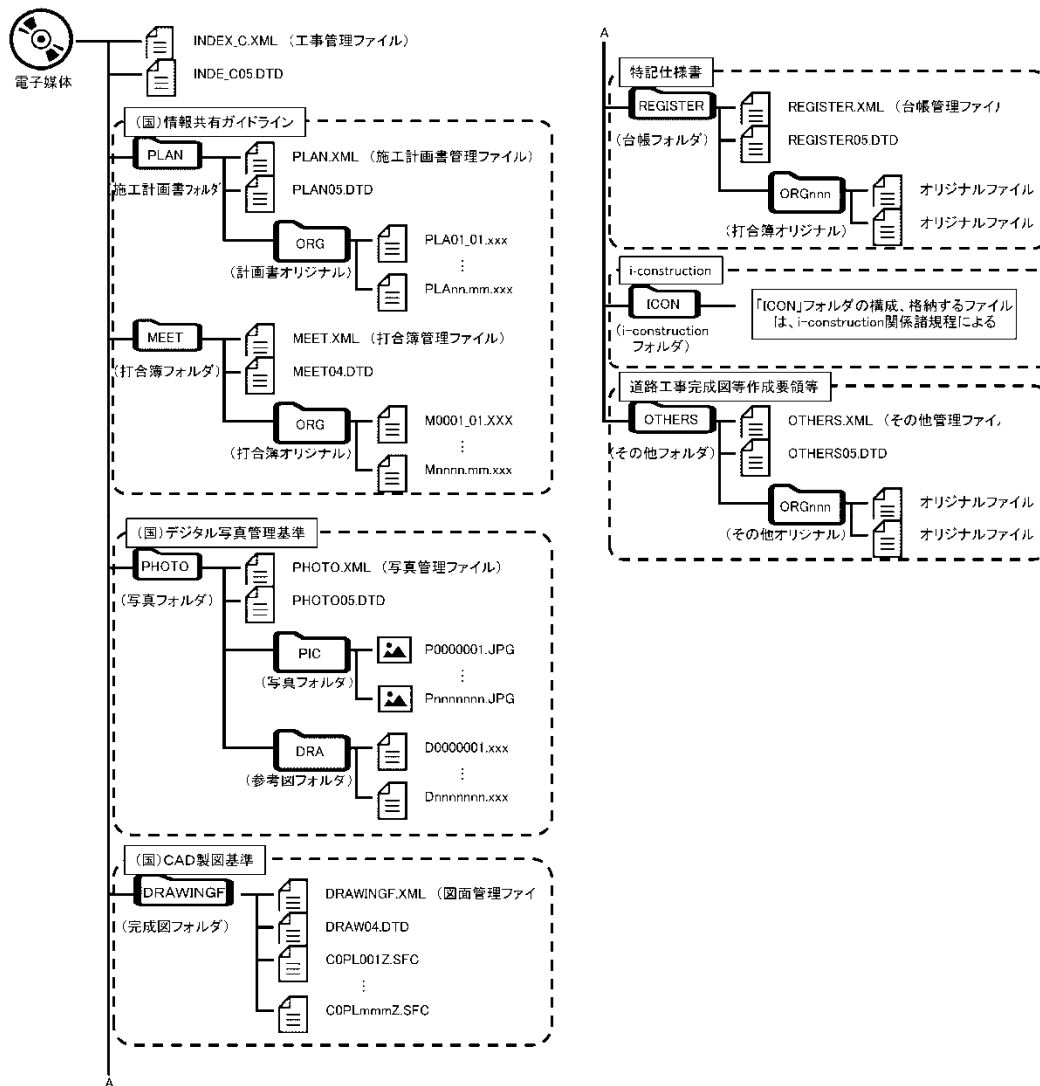 電子媒体
INDEX_C.XML （工事管理ファイル）
INDE_C05.DTD
（国）情報共有ガイドライン
PLAN
（施工計画書フォルダ
PLAN.XML （施工計画書管理ファイル）
PLAN05.DTD
ORG
（計画書オリジナル）
PLA01_01.xxx
⋮
PLAnn.mm.xxx
MEET
（打合簿フォルダ）
MEET.XML （打合簿管理ファイル）
MEET04.DTD
ORG
（打合簿オリジナル）
M0001_01.XXX
⋮
Mnnnn.mm.xxx
（国）デジタル写真管理基準
PHOTO
（写真フォルダ）
PHOTO.XML （写真管理ファイル）
PHOTO05.DTD
PIC
（写真フォルダ）
P0000001.JPG
⋮
Pnnnnnnn.JPG
DRA
（参考図フォルダ）
D0000001.xxx
⋮
Dnnnnnnn.xxx
（国）CAD製図基準
DRAWINGF
（完成図フォルダ）
DRAWINGF.XML （図面管理ファイ
DRAW04.DTD
C0PL001Z.SFC
⋮
C0PLmmmZ.SFC
A
A
特記仕様書
REGISTER
（台帳フォルダ）
REGISTER.XML （台帳管理ファイ
REGISTER05.DTD
ORGnnn
（打合簿オリジナル）
オリジナルファイル
オリジナルファイル
i-construction
ICON
（i-construction
フォルダ）
「ICON」フォルダの構成、格納するファイル
は、i-construction関係諸規程による
道路工事完成図等作成要領等
OTHERS
（その他フォルダ）
OTHERS.XML （その他管理ファイ
OTHERS05.DTD
ORGnnn
（その他オリジナル）
オリジナルファイル
オリジナルファイル